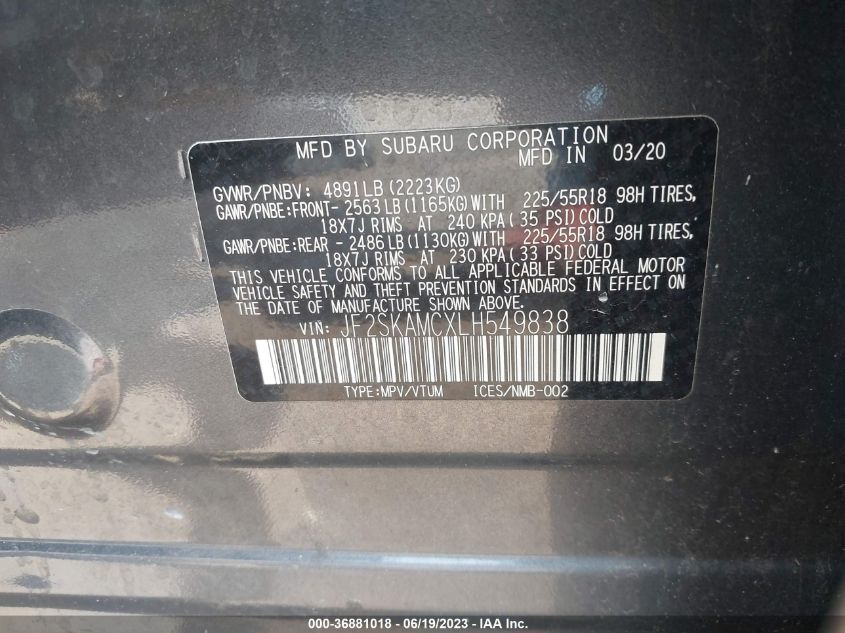 MFD BY SUBARU CORPORATION
MFD IN 03/20
GVWR/PNBV: 4891LB(2223KG)
GAWR/PNBE:FRONT- 2563LB(1165KG)WITH 225/55R18 98H TIRES,
18X7J RIMS AT 240 KPA( 35 PSI)COLD
GAWR/PNBE:REAR - 2486LB(1130KG)WITH 225/55R18 98H TIRES,
18X7J RIMS AT 230 KPA( 33 PSI)COLD
THIS VEHICLE CONFORMS TO ALL APPLICABLE FEDERAL MOTOR
VEHICLE SAFETY AND THEFT PREVENTION STANDARDS IN EFFECT ON
THE DATE OF MANUFACTURE SHOWN ABOVE.
VIN: JF2SKAMCXLH549838
TYPE:MPV/VTUM ICES/NMB-002
000-36881018 - 06/19/2023 - IAA Inc.